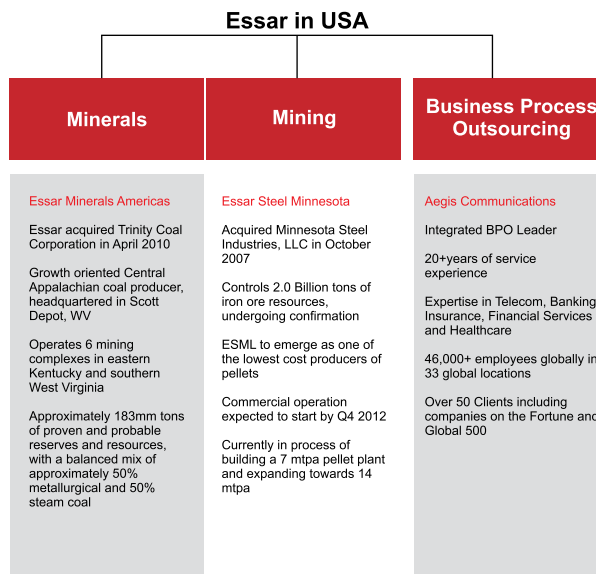 Essar in USA
Minerals
Mining
Business Process
Outsourcing
Essar Minerals Americas
Essar acquired Trinity Coal
Corporation in April 2010
Growth oriented Central
Appalachian coal producer,
headquartered in Scott
Depot, WV
Operates 6 mining
complexes in eastern
Kentucky and southern
West Virginia
Approximately 183mm tons
of proven and probable
reserves and resources,
with a balanced mix of
approximately 50%
metallurgical and 50%
steam coal
Essar Steel Minnesota
Acquired Minnesota Steel
Industries, LLC in October
2007
Controls 2.0 Billion tons of
iron ore resources,
undergoing confirmation
ESML to emerge as one of
the lowest cost producers of
pellets
Commercial operation
expected to start by Q4 2012
Currently in process of
building a 7 mtpa pellet plant
and expanding towards 14
mtpa
Aegis Communications
Integrated BPO Leader
20+years of service
experience
Expertise in Telecom, Banking
Insurance, Financial Services
and Healthcare
46,000+ employees globally in
33 global locations
Over 50 Clients including
companies on the Fortune and
Global 500